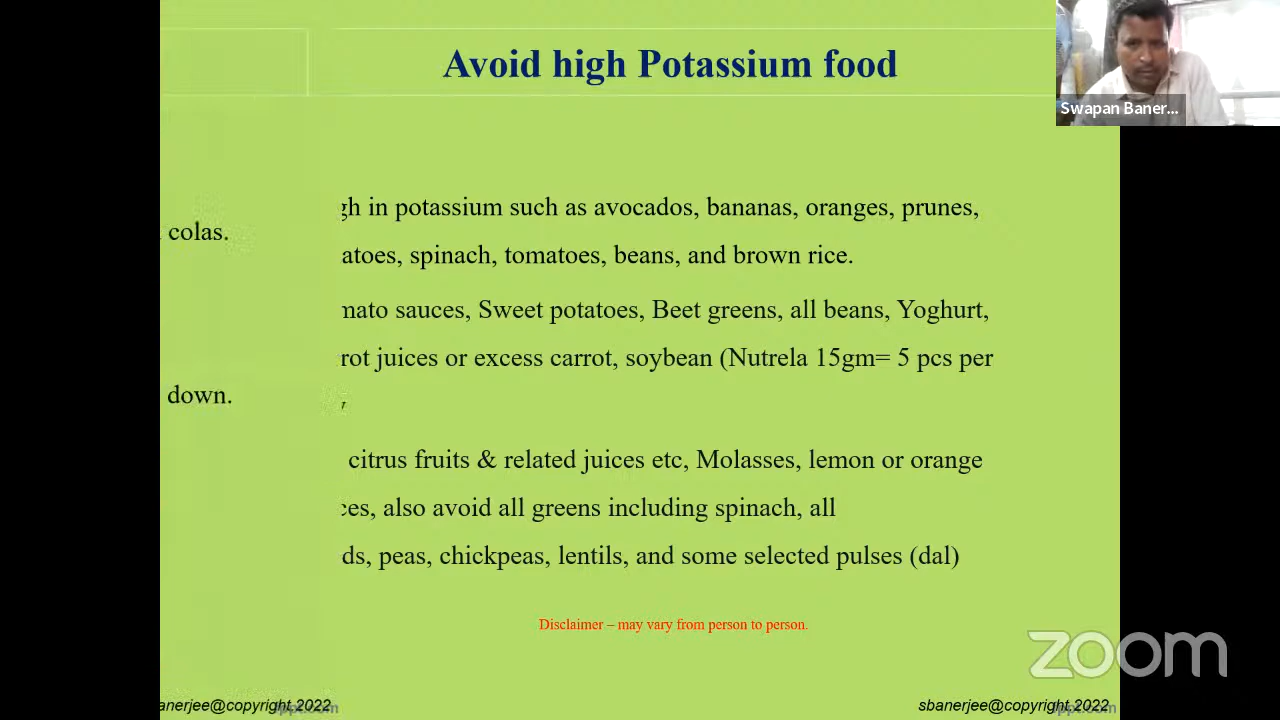 Avoid high Potassium food
Swapan Baner...
gh in potassium such as avocados, bananas, oranges, prunes,
colas.
atoes, spinach, tomatoes, beans, and brown rice.
mato sauces, Sweet potatoes, Beet greens, all beans, Yoghurt,
rot juices or excess carrot, soybean (Nutrela 15gm= 5 pcs per
down.
citrus fruits & related juices etc, Molasses, lemon or orange
ces, also avoid all greens including spinach, all
ds, peas, chickpeas, lentils, and some selected pulses (dal)
Disclaimer – may vary from person to person.
zoom
anerjee@copyright 2022
sbanerjee@copyright 2022